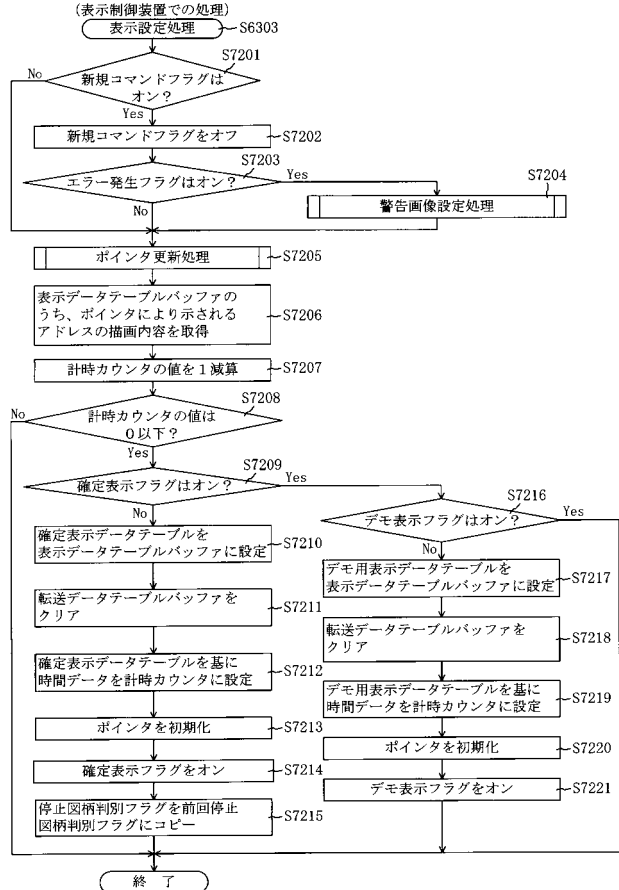 (表示制御装置での処理)
表示設定処理
S6303
S7201
新規コマンドフラグは
オン?
No
Yes
新規コマンドフラグをオフ
S7202
S7203
エラー発生フラグはオン?
Yes
No
S7204
警告画像設定処理
ポインタ更新処理
S7205
表示データテーブルバッファの
うち、ポインタにより示される
アドレスの描画内容を取得
S7206
計時カウンタの値を1減算
S7207
S7208
計時カウンタの値は
0以下?
No
Yes
S7209
確定表示フラグはオン?
Yes
No
確定表示データテーブルを
表示データテーブルバッファに設定
S7210
転送データテーブルバッファを
クリア
S7211
確定表示データテーブルを基に
時間データを計時カウンタに設定
S7212
ポインタを初期化
S7213
確定表示フラグをオン
S7214
停止図柄判別フラグを前回停止
図柄判別フラグにコピー
S7215
S7216
デモ表示フラグはオン?
Yes
No
デモ用表示データテーブルを
表示データテーブルバッファに設定
S7217
転送データテーブルバッファを
クリア
S7218
デモ用表示データテーブルを基に
時間データを計時カウンタに設定
S7219
ポインタを初期化
S7220
デモ表示フラグをオン
S7221
終 了